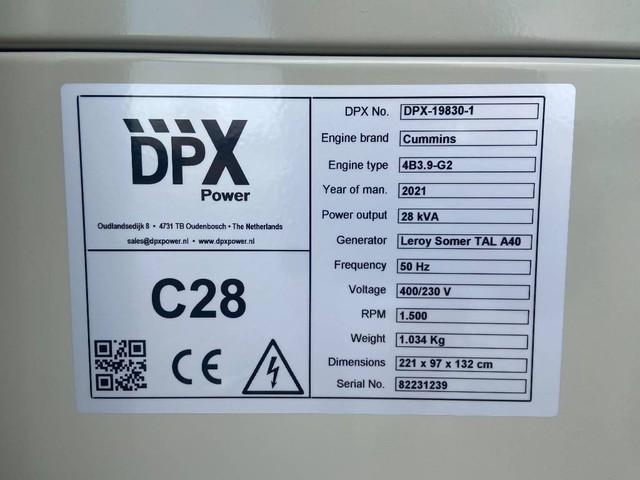 DPX
Power
Oudlandsedijk 8 • 4731 TB Oudenbosch • The Netherlands
sales@dpxpower.nl • www.dpxpower.nl
C28
CE
DPX No. DPX-19830-1
Engine brand Cummins
Engine type 4B3.9-G2
Year of man. 2021
Power output 28 kVA
Generator Leroy Somer TAL A40
Frequency 50 Hz
Voltage 400/230 V
RPM 1.500
Weight 1.034 Kg
Dimensions 221 x 97 x 132 cm
Serial No. 82231239